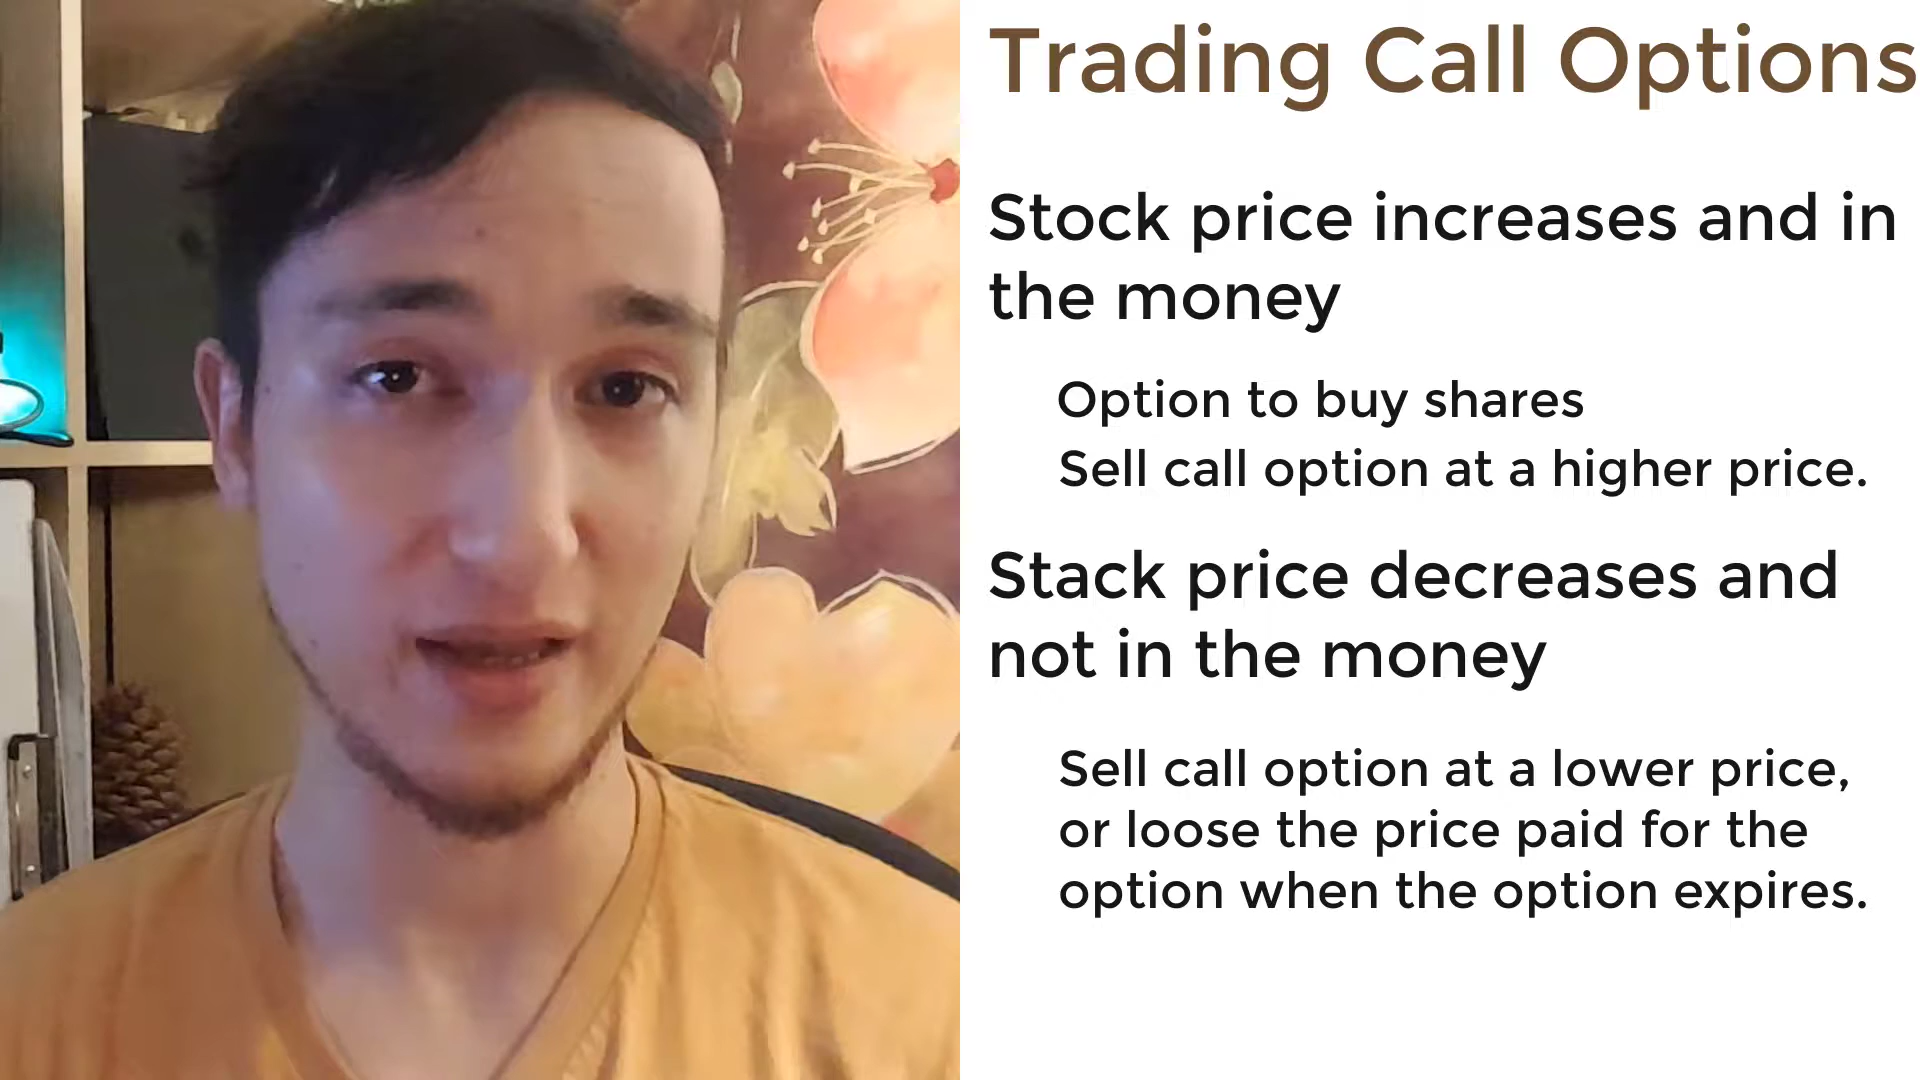 Trading Call Options
Stock price increases and in
the money
Option to buy shares
Sell call option at a higher price.
Stack price decreases and
not in the money
Sell call option at a lower price,
or loose the price paid for the
option when the option expires.